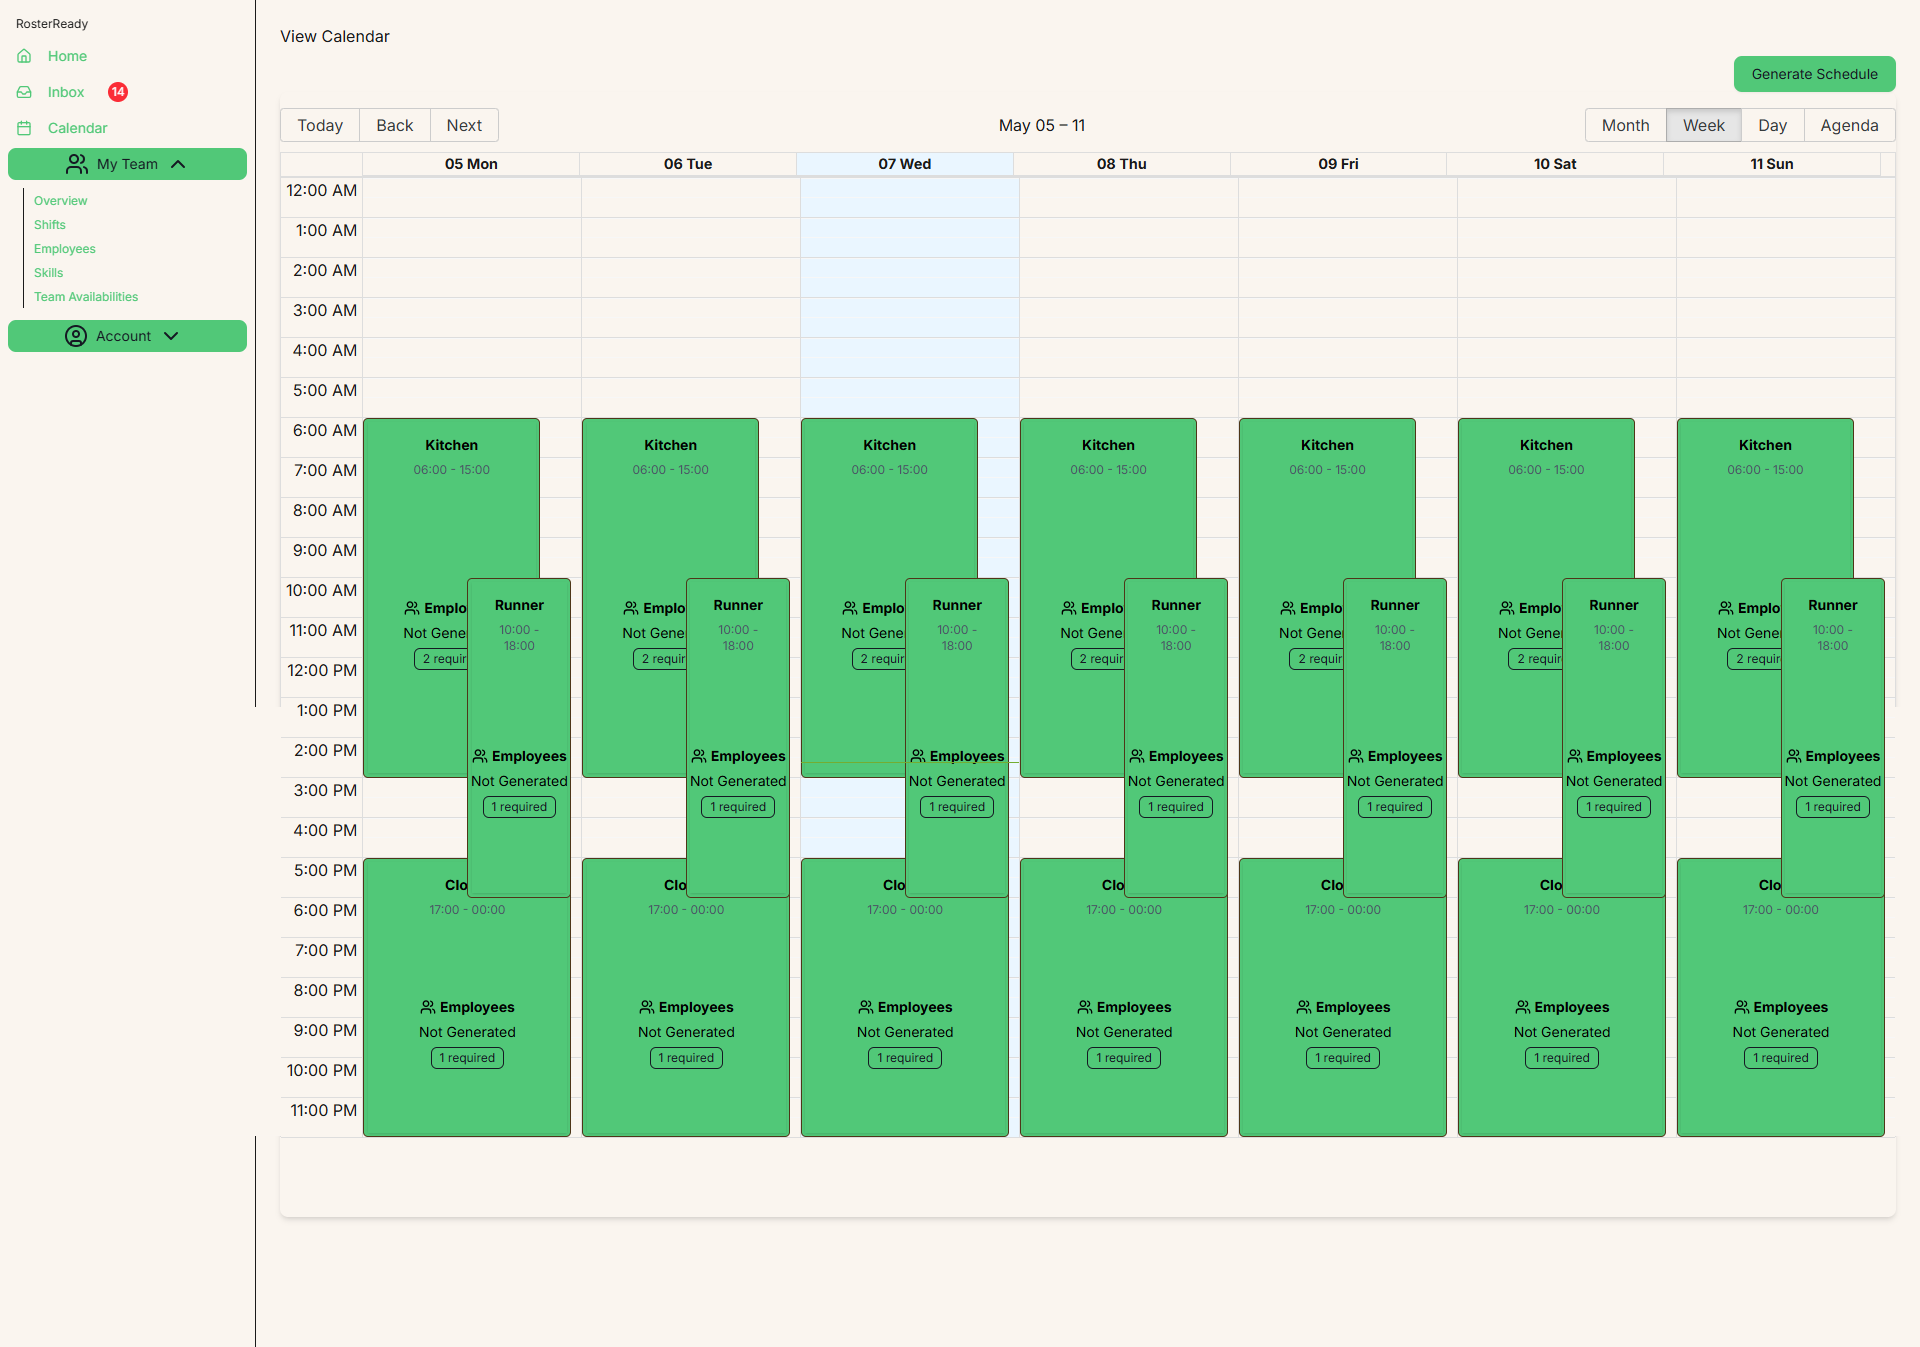 RosterReady
Home
Inbox 14
Calendar
My Team
Overview
Shifts
Employees
Skills
Team Availabilities
Account
View Calendar
Generate Schedule
Today Back Next
May 05 – 11
Month Week Day Agenda
05 Mon 06 Tue 07 Wed 08 Thu 09 Fri 10 Sat 11 Sun
12:00 AM
1:00 AM
2:00 AM
3:00 AM
4:00 AM
5:00 AM
6:00 AM
7:00 AM
8:00 AM
9:00 AM
10:00 AM
11:00 AM
12:00 PM
1:00 PM
2:00 PM
3:00 PM
4:00 PM
5:00 PM
6:00 PM
7:00 PM
8:00 PM
9:00 PM
10:00 PM
11:00 PM
Kitchen
06:00 - 15:00
Emplo
Not Gene
2 requir
Runner
10:00 -
18:00
Employees
Not Generated
1 required
Clo
17:00 - 00:00
Employees
Not Generated
1 required
Kitchen
06:00 - 15:00
Emplo
Not Gene
2 requir
Runner
10:00 -
18:00
Employees
Not Generated
1 required
Clo
17:00 - 00:00
Employees
Not Generated
1 required
Kitchen
06:00 - 15:00
Emplo
Not Gene
2 requir
Runner
10:00 -
18:00
Employees
Not Generated
1 required
Clo
17:00 - 00:00
Employees
Not Generated
1 required
Kitchen
06:00 - 15:00
Emplo
Not Gene
2 requir
Runner
10:00 -
18:00
Employees
Not Generated
1 required
Clo
17:00 - 00:00
Employees
Not Generated
1 required
Kitchen
06:00 - 15:00
Emplo
Not Gene
2 requir
Runner
10:00 -
18:00
Employees
Not Generated
1 required
Clo
17:00 - 00:00
Employees
Not Generated
1 required
Kitchen
06:00 - 15:00
Emplo
Not Gene
2 requir
Runner
10:00 -
18:00
Employees
Not Generated
1 required
Clo
17:00 - 00:00
Employees
Not Generated
1 required
Kitchen
06:00 - 15:00
Emplo
Not Gene
2 requir
Runner
10:00 -
18:00
Employees
Not Generated
1 required
Clo
17:00 - 00:00
Employees
Not Generated
1 required